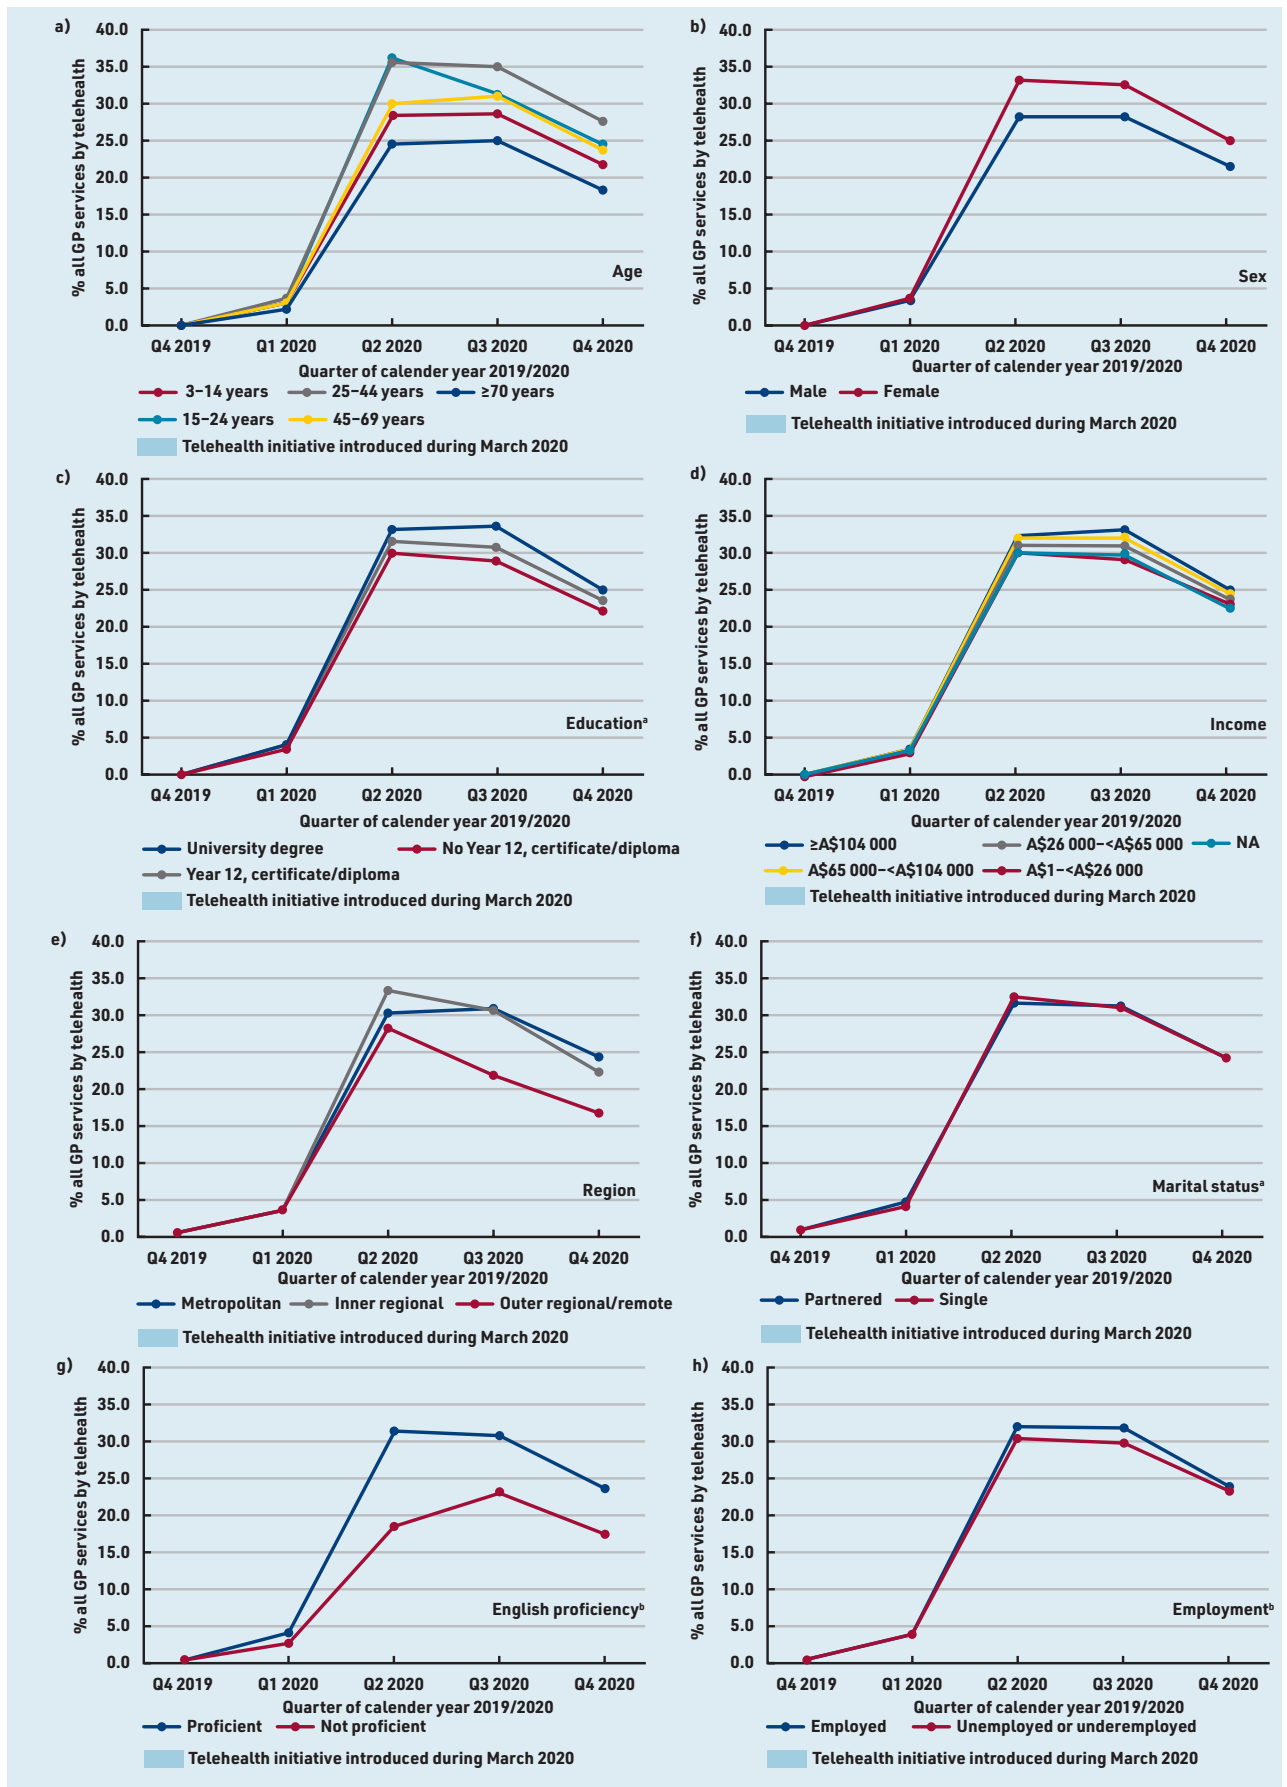 a)
% all GP services by telehealth
40.0
35.0
30.0
25.0
20.0
15.0
10.0
5.0
0.0
Age
Q4 2019 Q1 2020 Q2 2020 Q3 2020 Q4 2020
Quarter of calender year 2019/2020
3–14 years 25–44 years ≥70 years
15–24 years 45–69 years
Telehealth initiative introduced during March 2020
b)
% all GP services by telehealth
40.0
35.0
30.0
25.0
20.0
15.0
10.0
5.0
0.0
Sex
Q4 2019 Q1 2020 Q2 2020 Q3 2020 Q4 2020
Quarter of calender year 2019/2020
Male Female
Telehealth initiative introduced during March 2020
c)
% all GP services by telehealth
40.0
35.0
30.0
25.0
20.0
15.0
10.0
5.0
0.0
Educationᵃ
Q4 2019 Q1 2020 Q2 2020 Q3 2020 Q4 2020
Quarter of calender year 2019/2020
University degree No Year 12, certificate/diploma
Year 12, certificate/diploma
Telehealth initiative introduced during March 2020
d)
% all GP services by telehealth
40.0
35.0
30.0
25.0
20.0
15.0
10.0
5.0
0.0
Income
Q4 2019 Q1 2020 Q2 2020 Q3 2020 Q4 2020
Quarter of calender year 2019/2020
≥A$104 000 A$26 000–<A$65 000 NA
A$65 000–<A$104 000 A$1–<A$26 000
Telehealth initiative introduced during March 2020
e)
% all GP services by telehealth
40.0
35.0
30.0
25.0
20.0
15.0
10.0
5.0
0.0
Region
Q4 2019 Q1 2020 Q2 2020 Q3 2020 Q4 2020
Quarter of calender year 2019/2020
Metropolitan Inner regional Outer regional/remote
Telehealth initiative introduced during March 2020
f)
% all GP services by telehealth
40.0
35.0
30.0
25.0
20.0
15.0
10.0
5.0
0.0
Marital statusᵃ
Q4 2019 Q1 2020 Q2 2020 Q3 2020 Q4 2020
Quarter of calender year 2019/2020
Partnered Single
Telehealth initiative introduced during March 2020
g)
% all GP services by telehealth
40.0
35.0
30.0
25.0
20.0
15.0
10.0
5.0
0.0
English proficiencyᵇ
Q4 2019 Q1 2020 Q2 2020 Q3 2020 Q4 2020
Quarter of calender year 2019/2020
Proficient Not proficient
Telehealth initiative introduced during March 2020
h)
% all GP services by telehealth
40.0
35.0
30.0
25.0
20.0
15.0
10.0
5.0
0.0
Employmentᵇ
Q4 2019 Q1 2020 Q2 2020 Q3 2020 Q4 2020
Quarter of calender year 2019/2020
Employed Unemployed or underemployed
Telehealth initiative introduced during March 2020